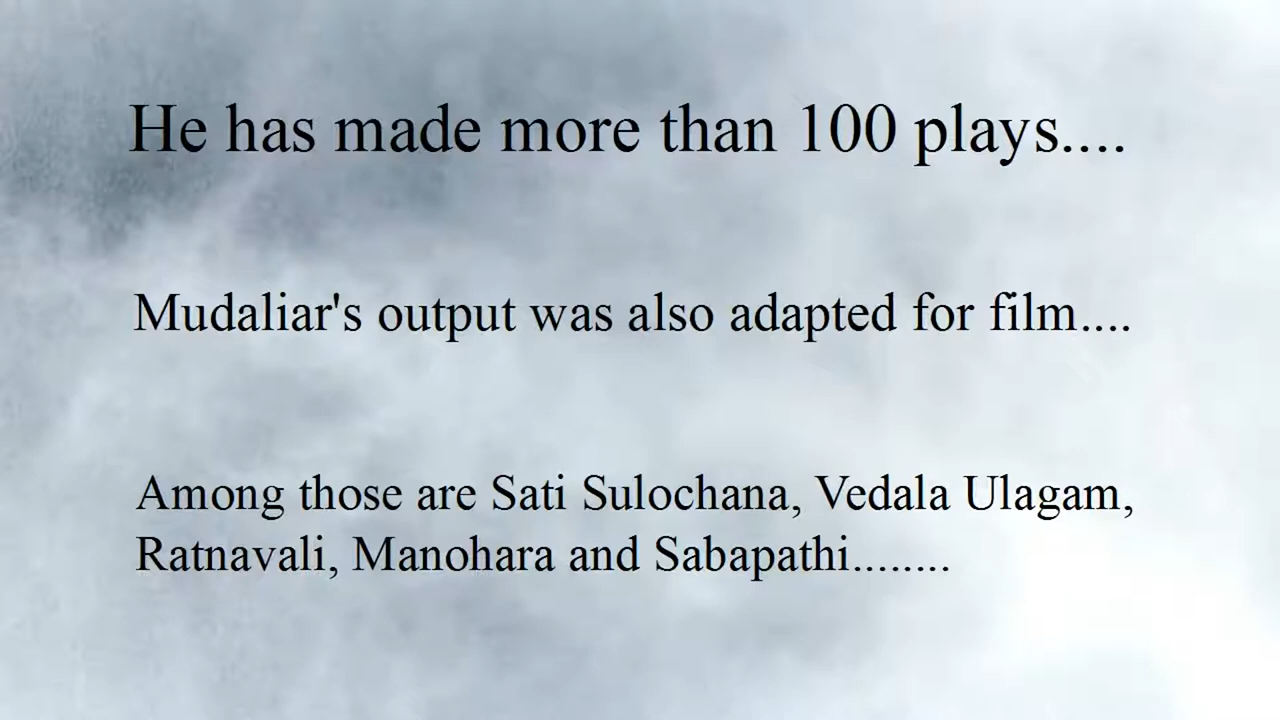 He has made more than 100 plays....
Mudaliar's output was also adapted for film....
Among those are Sati Sulochana, Vedala Ulagam,
Ratnavali, Manohara and Sabapathi........